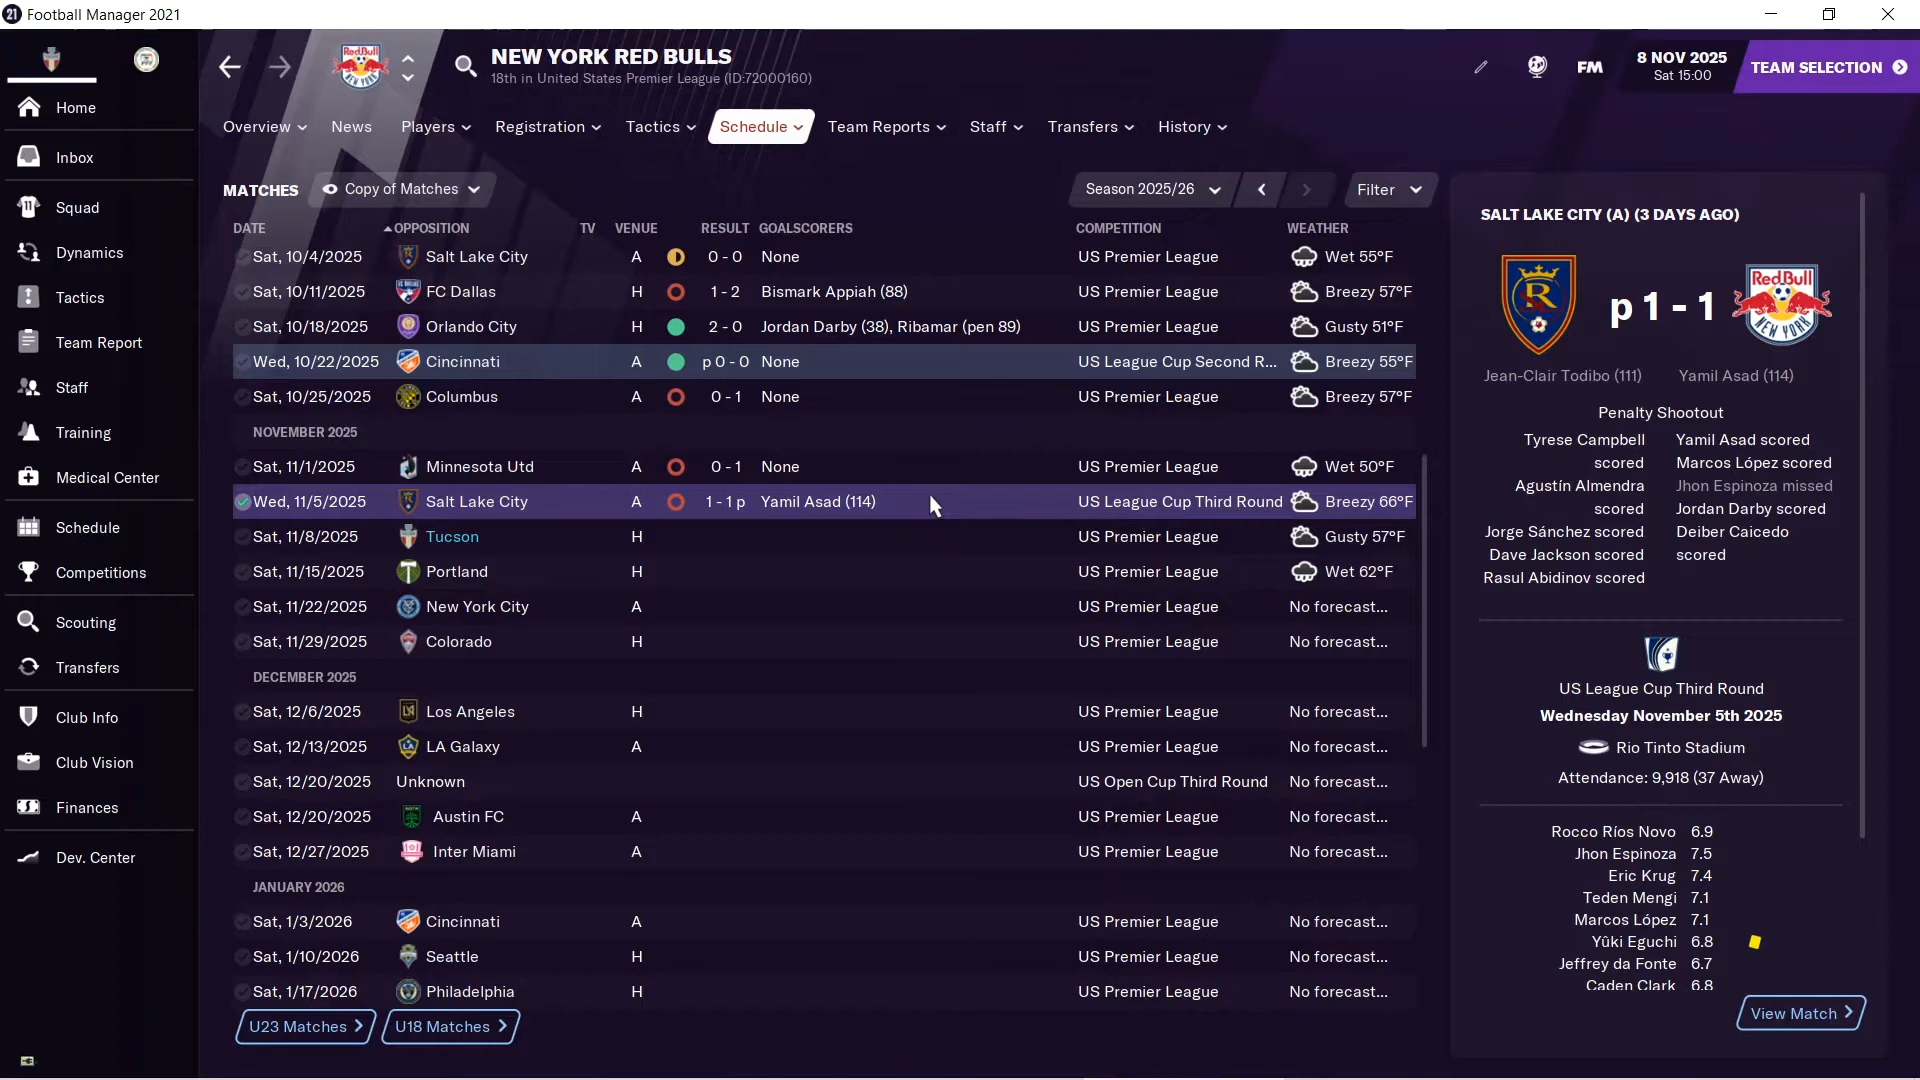 Football Manager 2021
NEW YORK RED BULLS
18th in United States Premier League (ID:72000160)
FM
8 NOV 2025
Sat 15:00
TEAM SELECTION
Home
Inbox
Squad
Dynamics
Tactics
Team Report
Staff
Training
Medical Center
Schedule
Competitions
Scouting
Transfers
Club Info
Club Vision
Finances
Dev. Center
Overview News Players Registration Tactics Schedule Team Reports Staff Transfers History
MATCHES Copy of Matches Season 2025/26 Filter
DATE OPPOSITION TV VENUE RESULT GOALSCORERS COMPETITION WEATHER
Sat, 10/4/2025 Salt Lake City A 0 - 0 None US Premier League Wet 55°F
Sat, 10/11/2025 FC Dallas H 1 - 2 Bismark Appiah (88) US Premier League Breezy 57°F
Sat, 10/18/2025 Orlando City H 2 - 0 Jordan Darby (38), Ribamar (pen 89) US Premier League Gusty 51°F
Wed, 10/22/2025 Cincinnati A p 0 - 0 None US League Cup Second R... Breezy 55°F
Sat, 10/25/2025 Columbus A 0 - 1 None US Premier League Breezy 57°F
NOVEMBER 2025
Sat, 11/1/2025 Minnesota Utd A 0 - 1 None US Premier League Wet 50°F
Wed, 11/5/2025 Salt Lake City A 1 - 1 p Yamil Asad (114) US League Cup Third Round Breezy 66°F
Sat, 11/8/2025 Tucson H US Premier League Gusty 57°F
Sat, 11/15/2025 Portland H US Premier League Wet 62°F
Sat, 11/22/2025 New York City A US Premier League No forecast...
Sat, 11/29/2025 Colorado H US Premier League No forecast...
DECEMBER 2025
Sat, 12/6/2025 Los Angeles H US Premier League No forecast...
Sat, 12/13/2025 LA Galaxy A US Premier League No forecast...
Sat, 12/20/2025 Unknown US Open Cup Third Round No forecast...
Sat, 12/20/2025 Austin FC A US Premier League No forecast...
Sat, 12/27/2025 Inter Miami A US Premier League No forecast...
JANUARY 2026
Sat, 1/3/2026 Cincinnati A US Premier League No forecast...
Sat, 1/10/2026 Seattle H US Premier League No forecast...
Sat, 1/17/2026 Philadelphia H US Premier League No forecast...
U23 Matches U18 Matches
SALT LAKE CITY (A) (3 DAYS AGO)
p 1 - 1
Red Bull
NEW YORK
Jean-Clair Todibo (111) Yamil Asad (114)
Penalty Shootout
Tyrese Campbell Yamil Asad scored
scored Marcos López scored
Agustín Almendra Jhon Espinoza missed
scored Jordan Darby scored
Jorge Sánchez scored Deiber Caicedo
Dave Jackson scored scored
Rasul Abidinov scored
US League Cup Third Round
Wednesday November 5th 2025
Rio Tinto Stadium
Attendance: 9,918 (37 Away)
Rocco Ríos Novo 6.9
Jhon Espinoza 7.5
Eric Krug 7.4
Teden Mengi 7.1
Marcos López 7.1
Yûki Eguchi 6.8
Jeffrey da Fonte 6.7
Caden Clark 6.8
View Match